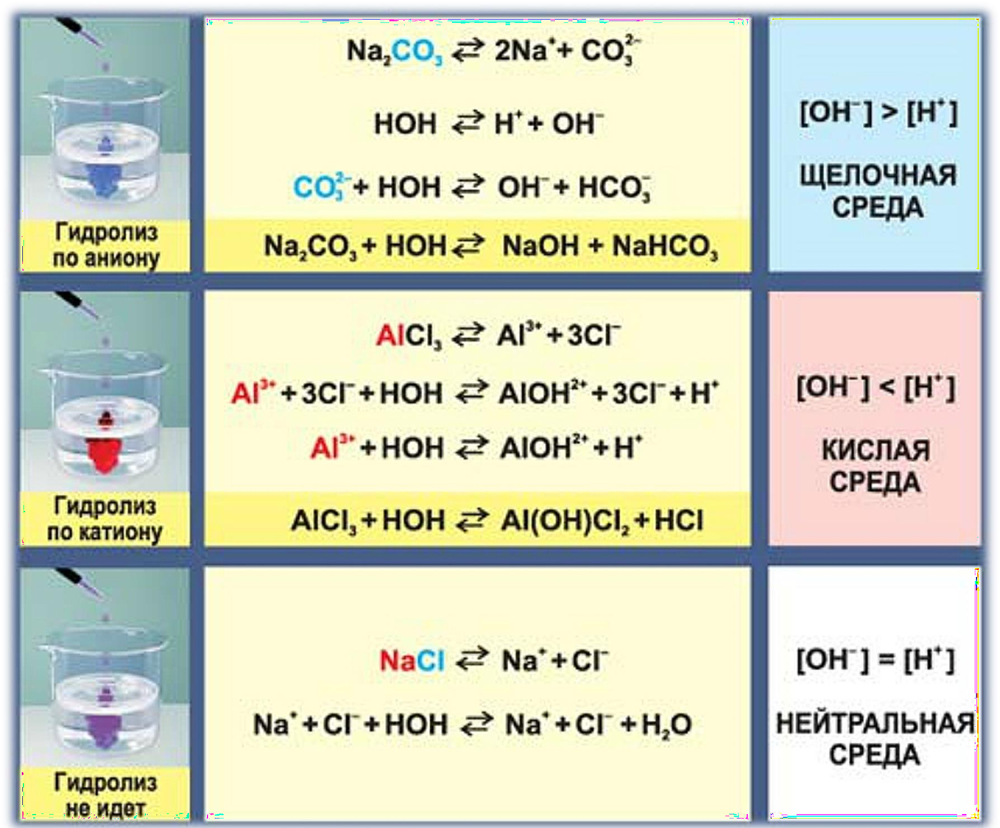 Na₂CO₃ ⇄ 2Na⁺ + CO₃²⁻
HOH ⇄ H⁺ + OH⁻
CO₃²⁻ + HOH ⇄ OH⁻ + HCO₃⁻
Na₂CO₃ + HOH ⇄ NaOH + NaHCO₃
Гидролиз
по аниону
[OH⁻] > [H⁺]
ЩЕЛОЧНАЯ
СРЕДА
AlCl₃ ⇄ Al³⁺ + 3Cl⁻
Al³⁺ + 3Cl⁻ + HOH ⇄ AlOH²⁺ + 3Cl⁻ + H⁺
Al³⁺ + HOH ⇄ AlOH²⁺ + H⁺
AlCl₃ + HOH ⇄ Al(OH)Cl₂ + HCl
Гидролиз
по катиону
[OH⁻] < [H⁺]
КИСЛАЯ
СРЕДА
NaCl ⇄ Na⁺ + Cl⁻
Na⁺ + Cl⁻ + HOH ⇄ Na⁺ + Cl⁻ + H₂O
Гидролиз
не идет
[OH⁻] = [H⁺]
НЕЙТРАЛЬНАЯ
СРЕДА